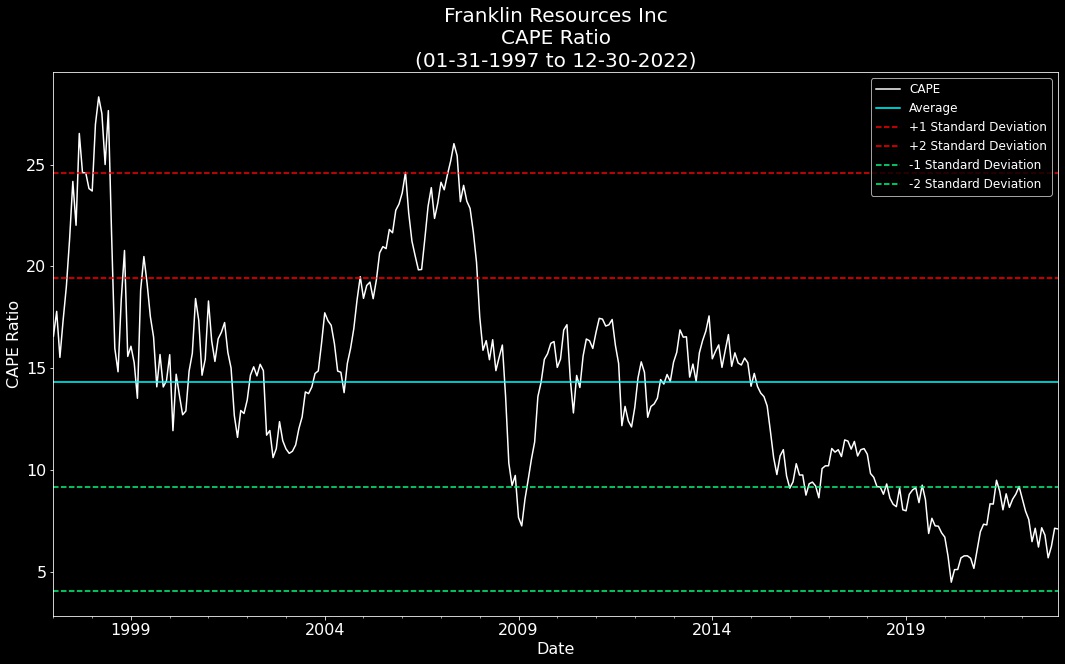 Franklin Resources Inc
CAPE Ratio
(01-31-1997 to 12-30-2022)
CAPE
Average
+1 Standard Deviation
+2 Standard Deviation
-1 Standard Deviation
-2 Standard Deviation
CAPE Ratio
25
20
15
10
5
1999 2004 2009 2014 2019
Date